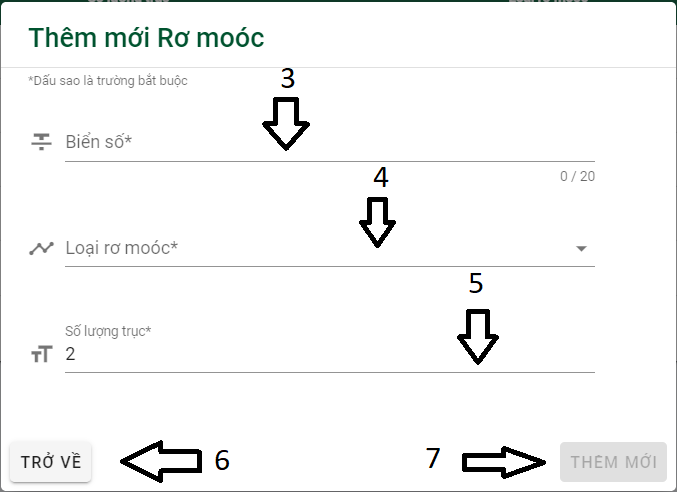 Thêm mới Rơ moóc
*Dấu sao là trường bắt buộc
3
Biển số*
0 / 20
4
Loại rơ moóc*
5
Số lượng trục*
2
TRỞ VỀ
6
7
THÊM MỚI